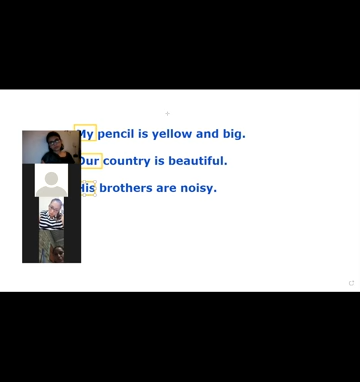 My pencil is yellow and big.
Our country is beautiful.
His brothers are noisy.